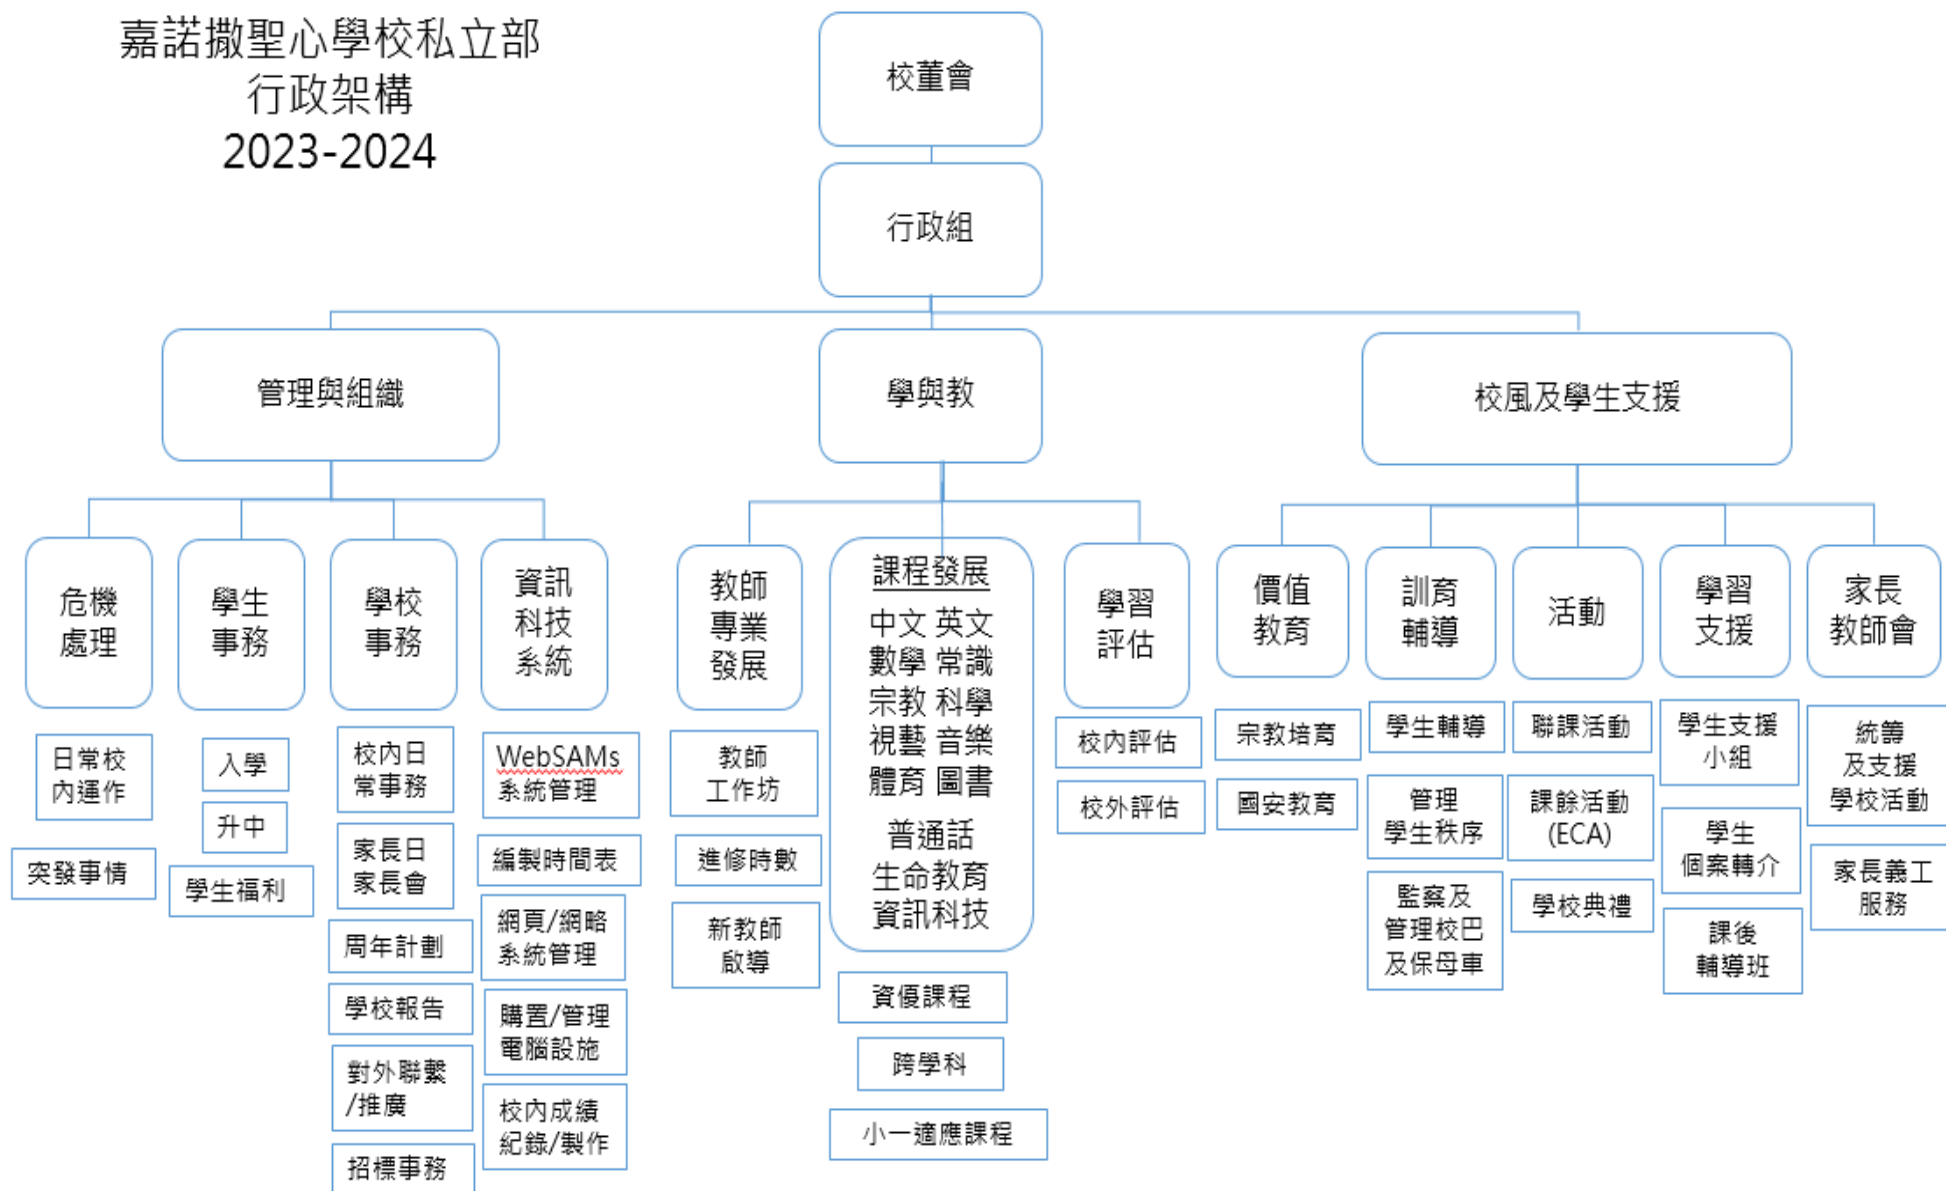 嘉諾撒聖心學校私立部
行政架構
2023-2024
校董會
行政組
管理與組織
學與教
校風及學生支援
危機
處理
日常校
內運作
突發事情
學生
事務
入學
升中
學生福利
學校
事務
校內日
常事務
家長日
家長會
周年計劃
學校報告
對外聯繫
/推廣
招標事務
資訊
科技
系統
WebSAMs
系統管理
編製時間表
網頁/網略
系統管理
購置/管理
電腦設施
校內成績
紀錄/製作
教師
專業
發展
教師
工作坊
進修時數
新教師
啟導
課程發展
中文 英文
數學 常識
宗教 科學
視藝 音樂
體育 圖書
普通話
生命教育
資訊科技
資優課程
跨學科
小一適應課程
學習
評估
校內評估
校外評估
價值
教育
宗教培育
國安教育
訓育
輔導
學生輔導
管理
學生秩序
監察及
管理校巴
及保母車
活動
聯課活動
課餘活動
(ECA)
學校典禮
學習
支援
學生支援
小組
學生
個案轉介
課後
輔導班
家長
教師會
統籌
及支援
學校活動
家長義工
服務